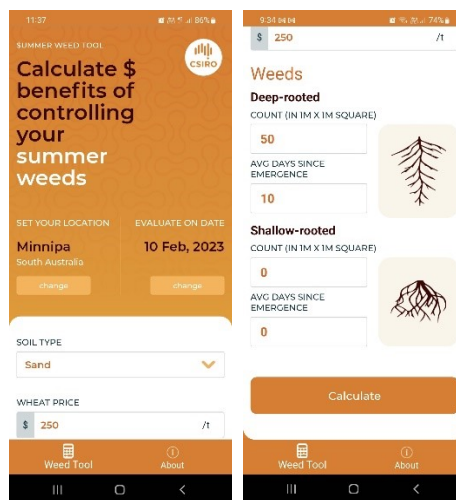 11:37
86%
SUMMER WEED TOOL
CSIRO
Calculate $
benefits of
controlling
your
summer
weeds
SET YOUR LOCATION
EVALUATE ON DATE
Minnipa
10 Feb, 2023
South Australia
change
change
SOIL TYPE
Sand
WHEAT PRICE
$ 250 /t
Weed Tool
About
9:34
74%
$ 250 /t
Weeds
Deep-rooted
COUNT (IN 1M X 1M SQUARE)
50
AVG DAYS SINCE
EMERGENCE
10
Shallow-rooted
COUNT (IN 1M X 1M SQUARE)
0
AVG DAYS SINCE
EMERGENCE
0
Calculate
Weed Tool
About